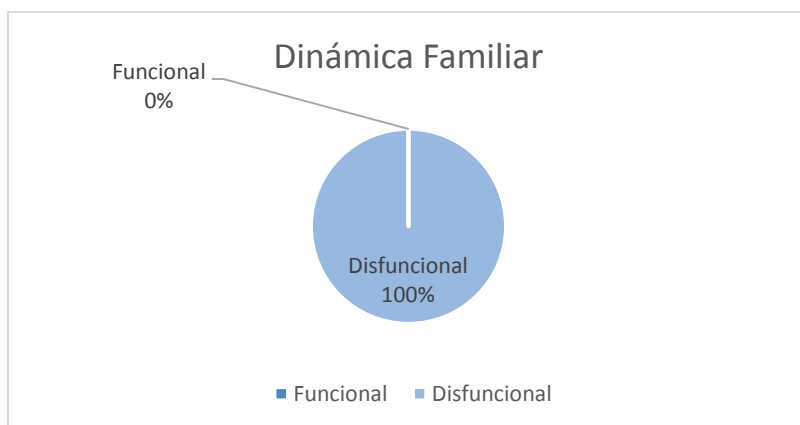 Dinámica Familiar
Funcional
0%
Disfuncional
100%
Funcional Disfuncional